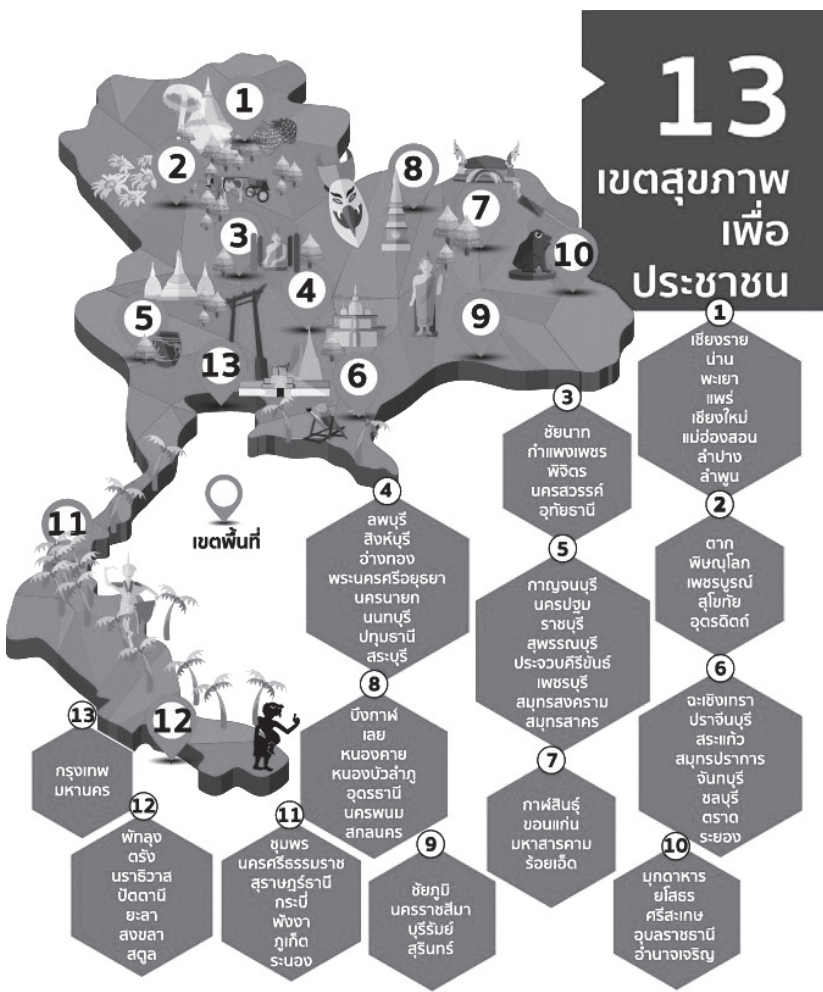 13
เขตสุขภาพ
เพื่อ
ประชาชน
1
2
3
4
5
6
7
8
9
10
11
12
13
เขตพื้นที่
1
เชียงราย
น่าน
พะเยา
แพร่
เชียงใหม่
แม่ฮ่องสอน
ลำปาง
ลำพูน
2
ตาก
พิษณุโลก
เพชรบูรณ์
สุโขทัย
อุตรดิตถ์
3
ชัยนาท
กำแพงเพชร
พิจิตร
นครสวรรค์
อุทัยธานี
4
ลพบุรี
สิงห์บุรี
อ่างทอง
พระนครศรีอยุธยา
นครนายก
นนทบุรี
ปทุมธานี
สระบุรี
5
กาญจนบุรี
นครปฐม
ราชบุรี
สุพรรณบุรี
ประจวบคีรีขันธ์
เพชรบุรี
สมุทรสงคราม
สมุทรสาคร
6
ฉะเชิงเทรา
ปราจีนบุรี
สระแก้ว
สมุทรปราการ
จันทบุรี
ชลบุรี
ตราด
ระยอง
7
กาฬสินธุ์
ขอนแก่น
มหาสารคาม
ร้อยเอ็ด
8
บึงกาฬ
เลย
หนองคาย
หนองบัวลำภู
อุดรธานี
นครพนม
สกลนคร
9
ชัยภูมิ
นครราชสีมา
บุรีรัมย์
สุรินทร์
10
มุกดาหาร
ยโสธร
ศรีสะเกษ
อุบลราชธานี
อำนาจเจริญ
11
ชุมพร
นครศรีธรรมราช
สุราษฎร์ธานี
กระบี่
พังงา
ภูเก็ต
ระนอง
12
พัทลุง
ตรัง
นราธิวาส
ปัตตานี
ยะลา
สงขลา
สตูล
13
กรุงเทพ
มหานคร